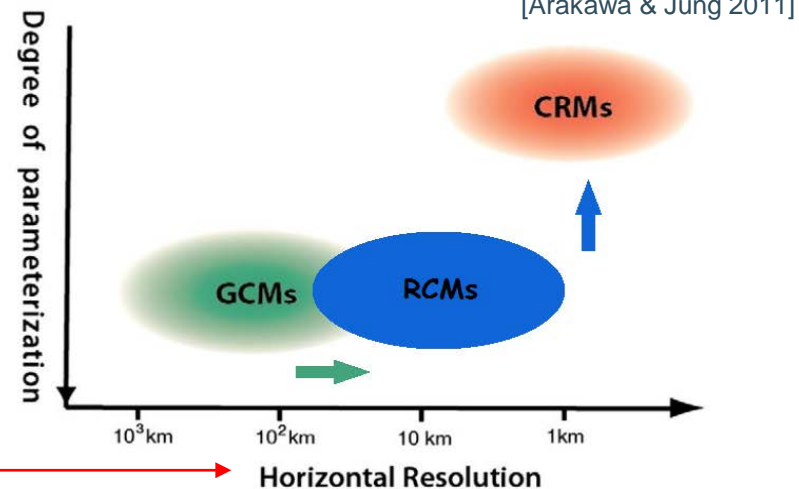 [Arakawa & Jung 2011]
Degree of parameterization
CRMs
GCMs
RCMs
10³km
10²km
10 km
1km
Horizontal Resolution